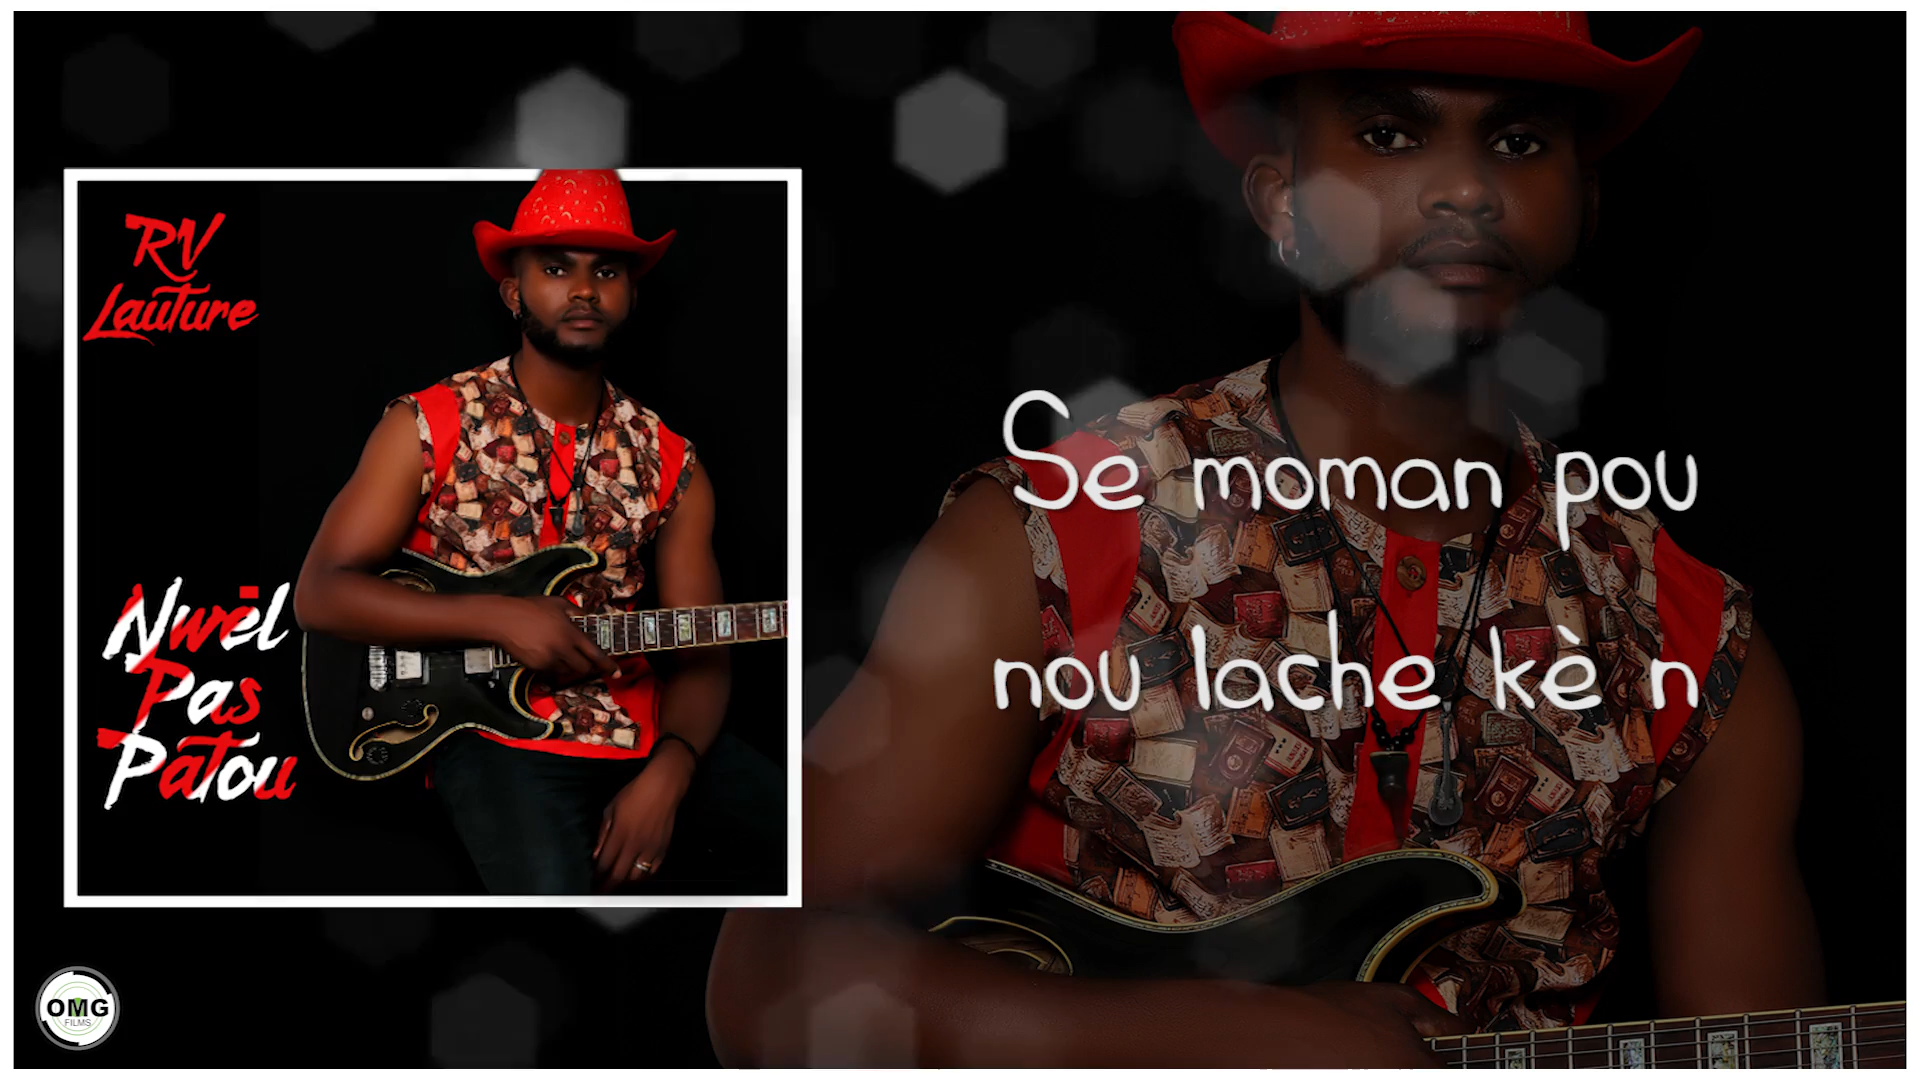 RV
Lauture
Nwèl
Pas
Patou
Se moman pou
nou lache kè n
OMG
FILMS